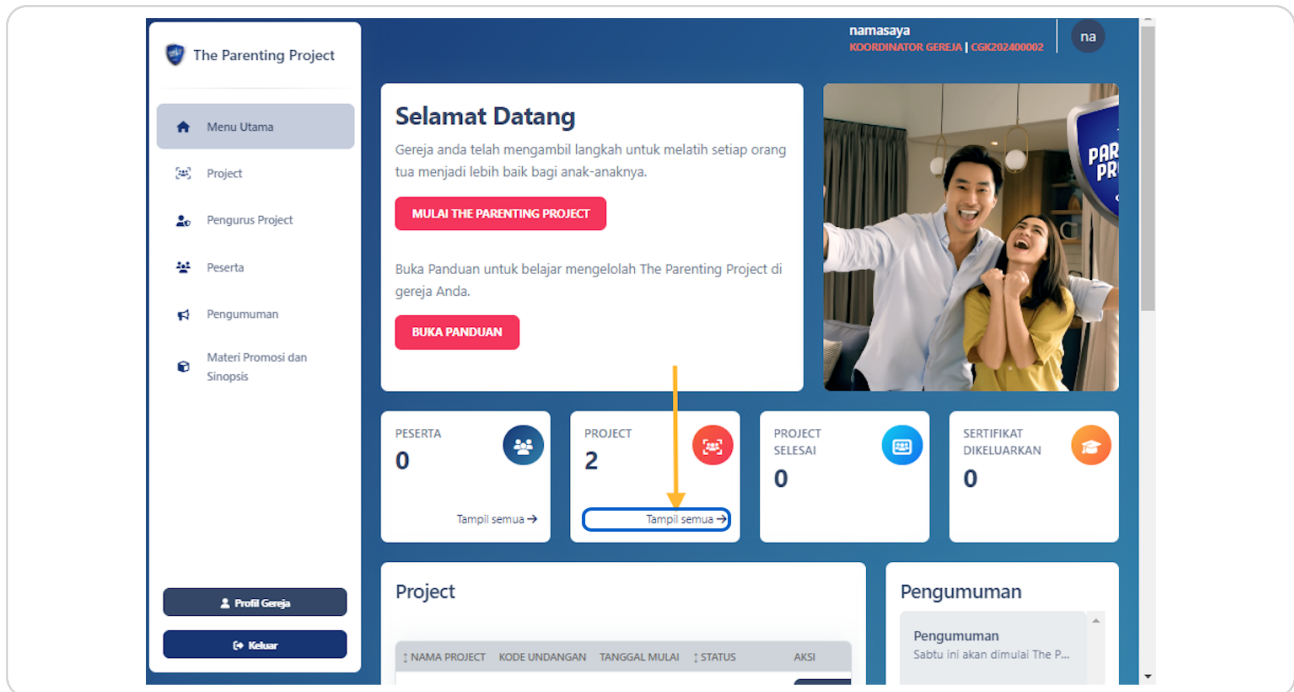 The Parenting Project
Menu Utama
Project
Pengurus Project
Peserta
Pengumuman
Materi Promosi dan
Sinopsis
Profil Gereja
Keluar
namasaya
KOORDINATOR GEREJA | CGK202400002
na
Selamat Datang
Gereja anda telah mengambil langkah untuk melatih setiap orang
tua menjadi lebih baik bagi anak-anaknya.
MULAI THE PARENTING PROJECT
Buka Panduan untuk belajar mengelolah The Parenting Project di
gereja Anda.
BUKA PANDUAN
PAR
PR
PESERTA
0
Tampil semua →
PROJECT
2
Tampil semua →
PROJECT
SELESAI
0
SERTIFIKAT
DIKELUARKAN
0
Project
NAMA PROJECT KODE UNDANGAN TANGGAL MULAI STATUS AKSI
Pengumuman
Pengumuman
Sabtu ini akan dimulai The P...